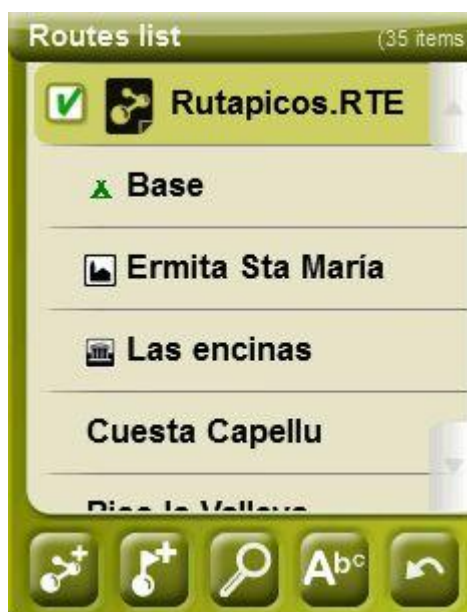 Routes list (35 items
Rutapicos.RTE
Base
Ermita Sta María
Las encinas
Cuesta Capellu
Abc